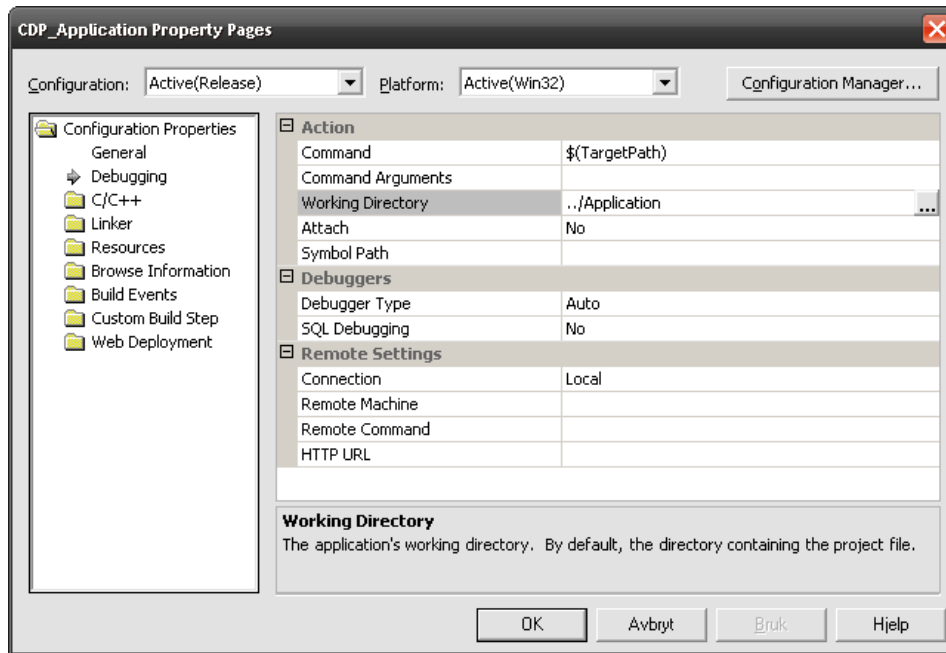 CDP_Application Property Pages
Configuration: Active(Release) Platform: Active(Win32) Configuration Manager...
Configuration Properties
General
Debugging
C/C++
Linker
Resources
Browse Information
Build Events
Custom Build Step
Web Deployment
Action
Command $(TargetPath)
Command Arguments
Working Directory ../Application ...
Attach No
Symbol Path
Debuggers
Debugger Type Auto
SQL Debugging No
Remote Settings
Connection Local
Remote Machine
Remote Command
HTTP URL
Working Directory
The application's working directory. By default, the directory containing the project file.
OK Avbryt Bruk Hjelp